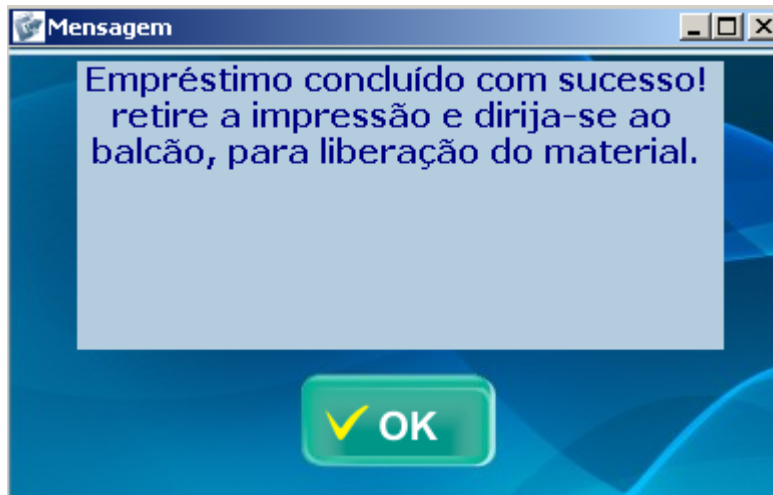 Mensagem
Empréstimo concluído com sucesso!
retire a impressão e dirija-se ao
balcão, para liberação do material.
OK